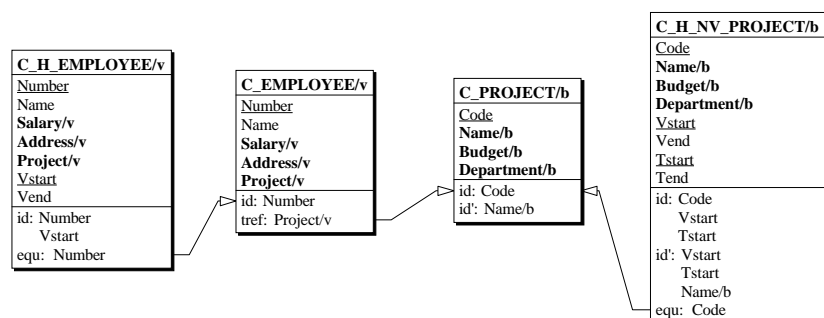 C_H_EMPLOYEE/v
Number
Name
Salary/v
Address/v
Project/v
Vstart
Vend
id: Number
Vstart
equ: Number
C_EMPLOYEE/v
Number
Name
Salary/v
Address/v
Project/v
id: Number
tref: Project/v
C_PROJECT/b
Code
Name/b
Budget/b
Department/b
id: Code
id': Name/b
C_H_NV_PROJECT/b
Code
Name/b
Budget/b
Department/b
Vstart
Vend
Tstart
Tend
id: Code
Vstart
Tstart
id': Vstart
Tstart
Name/b
equ: Code